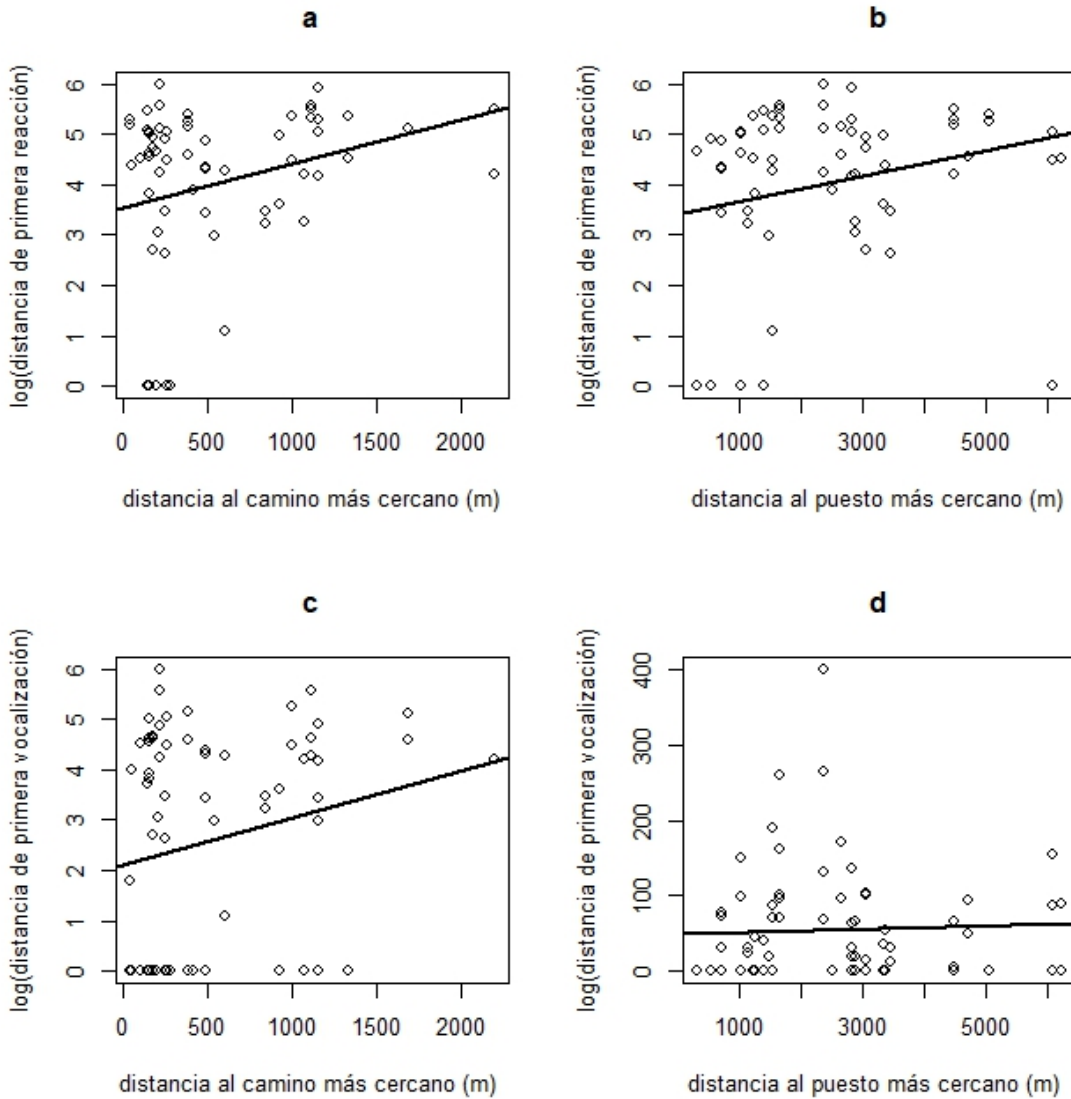 a
log(distancia de primera reacción)
6
5
4
3
2
1
0
0 500 1000 1500 2000
distancia al camino más cercano (m)
b
log(distancia de primera reacción)
6
5
4
3
2
1
0
1000 3000 5000
distancia al puesto más cercano (m)
c
log(distancia de primera vocalización)
6
5
4
3
2
1
0
0 500 1000 1500 2000
distancia al camino más cercano (m)
d
log(distancia de primera vocalización)
400
300
200
100
0
1000 3000 5000
distancia al puesto más cercano (m)